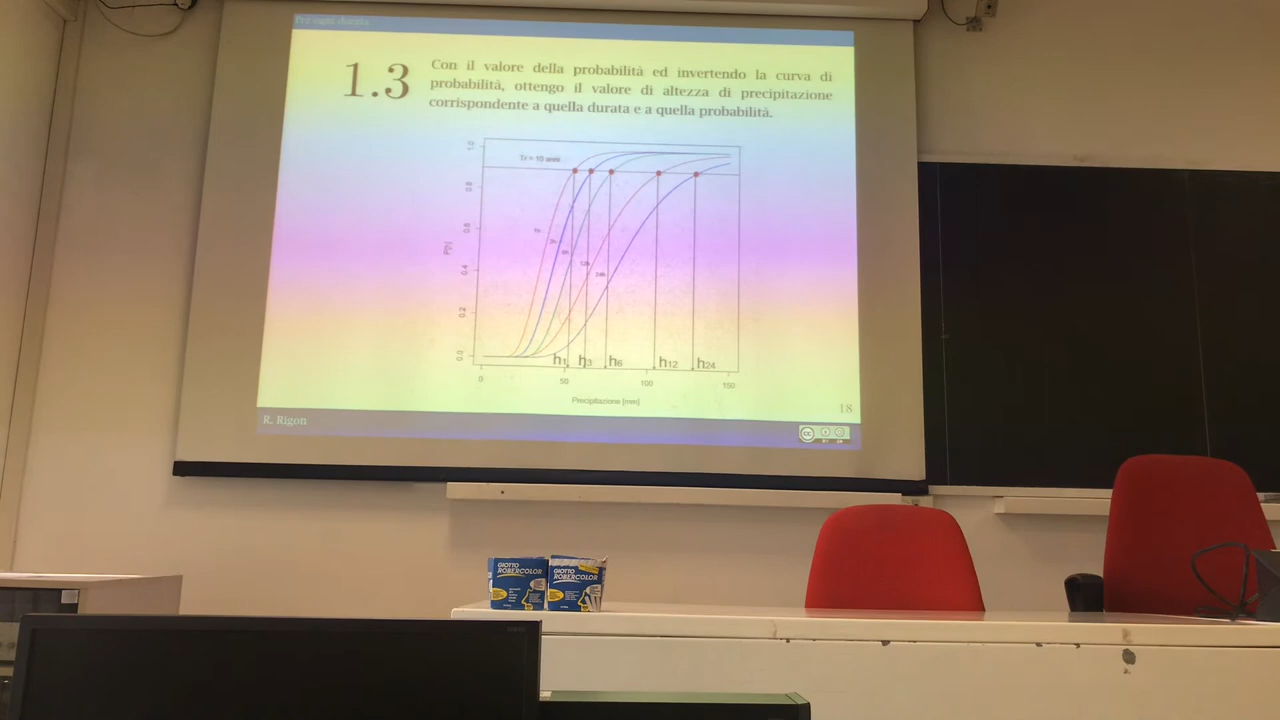 Per ogni durata
1.3
Con il valore della probabilità ed invertendo la curva di
probabilità, ottengo il valore di altezza di precipitazione
corrispondente a quella durata e a quella probabilità.
Tr = 10 anni
1.0
0.8
0.6
0.4
0.2
0.0
P[h]
3h
6h
12h
24h
h1 h3 h6 h12 h24
0 50 100 150
Precipitazione [mm]
18
R. Rigon
cc
GIOTTO
ROBERCOLOR
GIOTTO
ROBERCOLOR